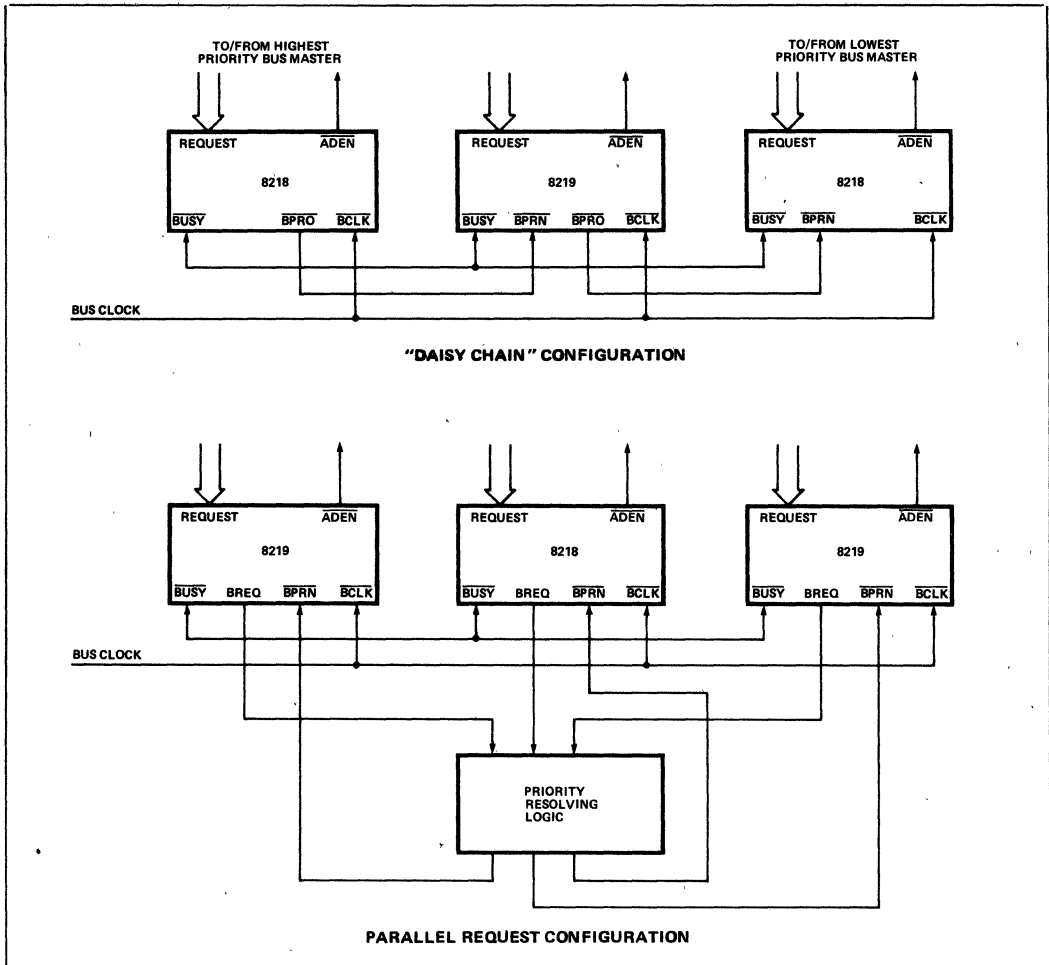 TO/FROM HIGHEST
PRIORITY BUS MASTER
TO/FROM LOWEST
PRIORITY BUS MASTER
REQUEST
ADEN
8218
BUSY
BPRO
BCLK
REQUEST
ADEN
8219
BUSY
BPRN
BPRO
BCLK
REQUEST
ADEN
8218
BUSY
BPRN
BCLK
BUS CLOCK
"DAISY CHAIN" CONFIGURATION
REQUEST
ADEN
8219
BUSY
BREQ
BPRN
BCLK
REQUEST
ADEN
8218
BUSY
BREQ
BPRN
BCLK
REQUEST
ADEN
8219
BUSY
BREQ
BPRN
BCLK
BUS CLOCK
PRIORITY
RESOLVING
LOGIC
PARALLEL REQUEST CONFIGURATION